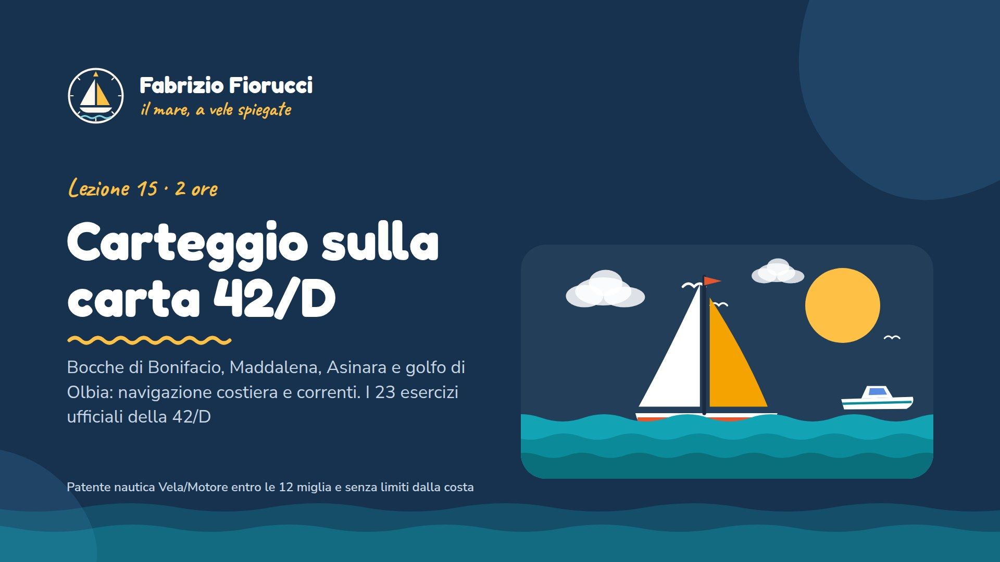 Fabrizio Fiorucci
il mare, a vele spiegate
Lezione 15 · 2 ore
Carteggio sulla
carta 42/D
Bocche di Bonifacio, Maddalena, Asinara e golfo di
Olbia: navigazione costiera e correnti. I 23 esercizi
ufficiali della 42/D
Patente nautica Vela/Motore entro le 12 miglia e senza limiti dalla costa